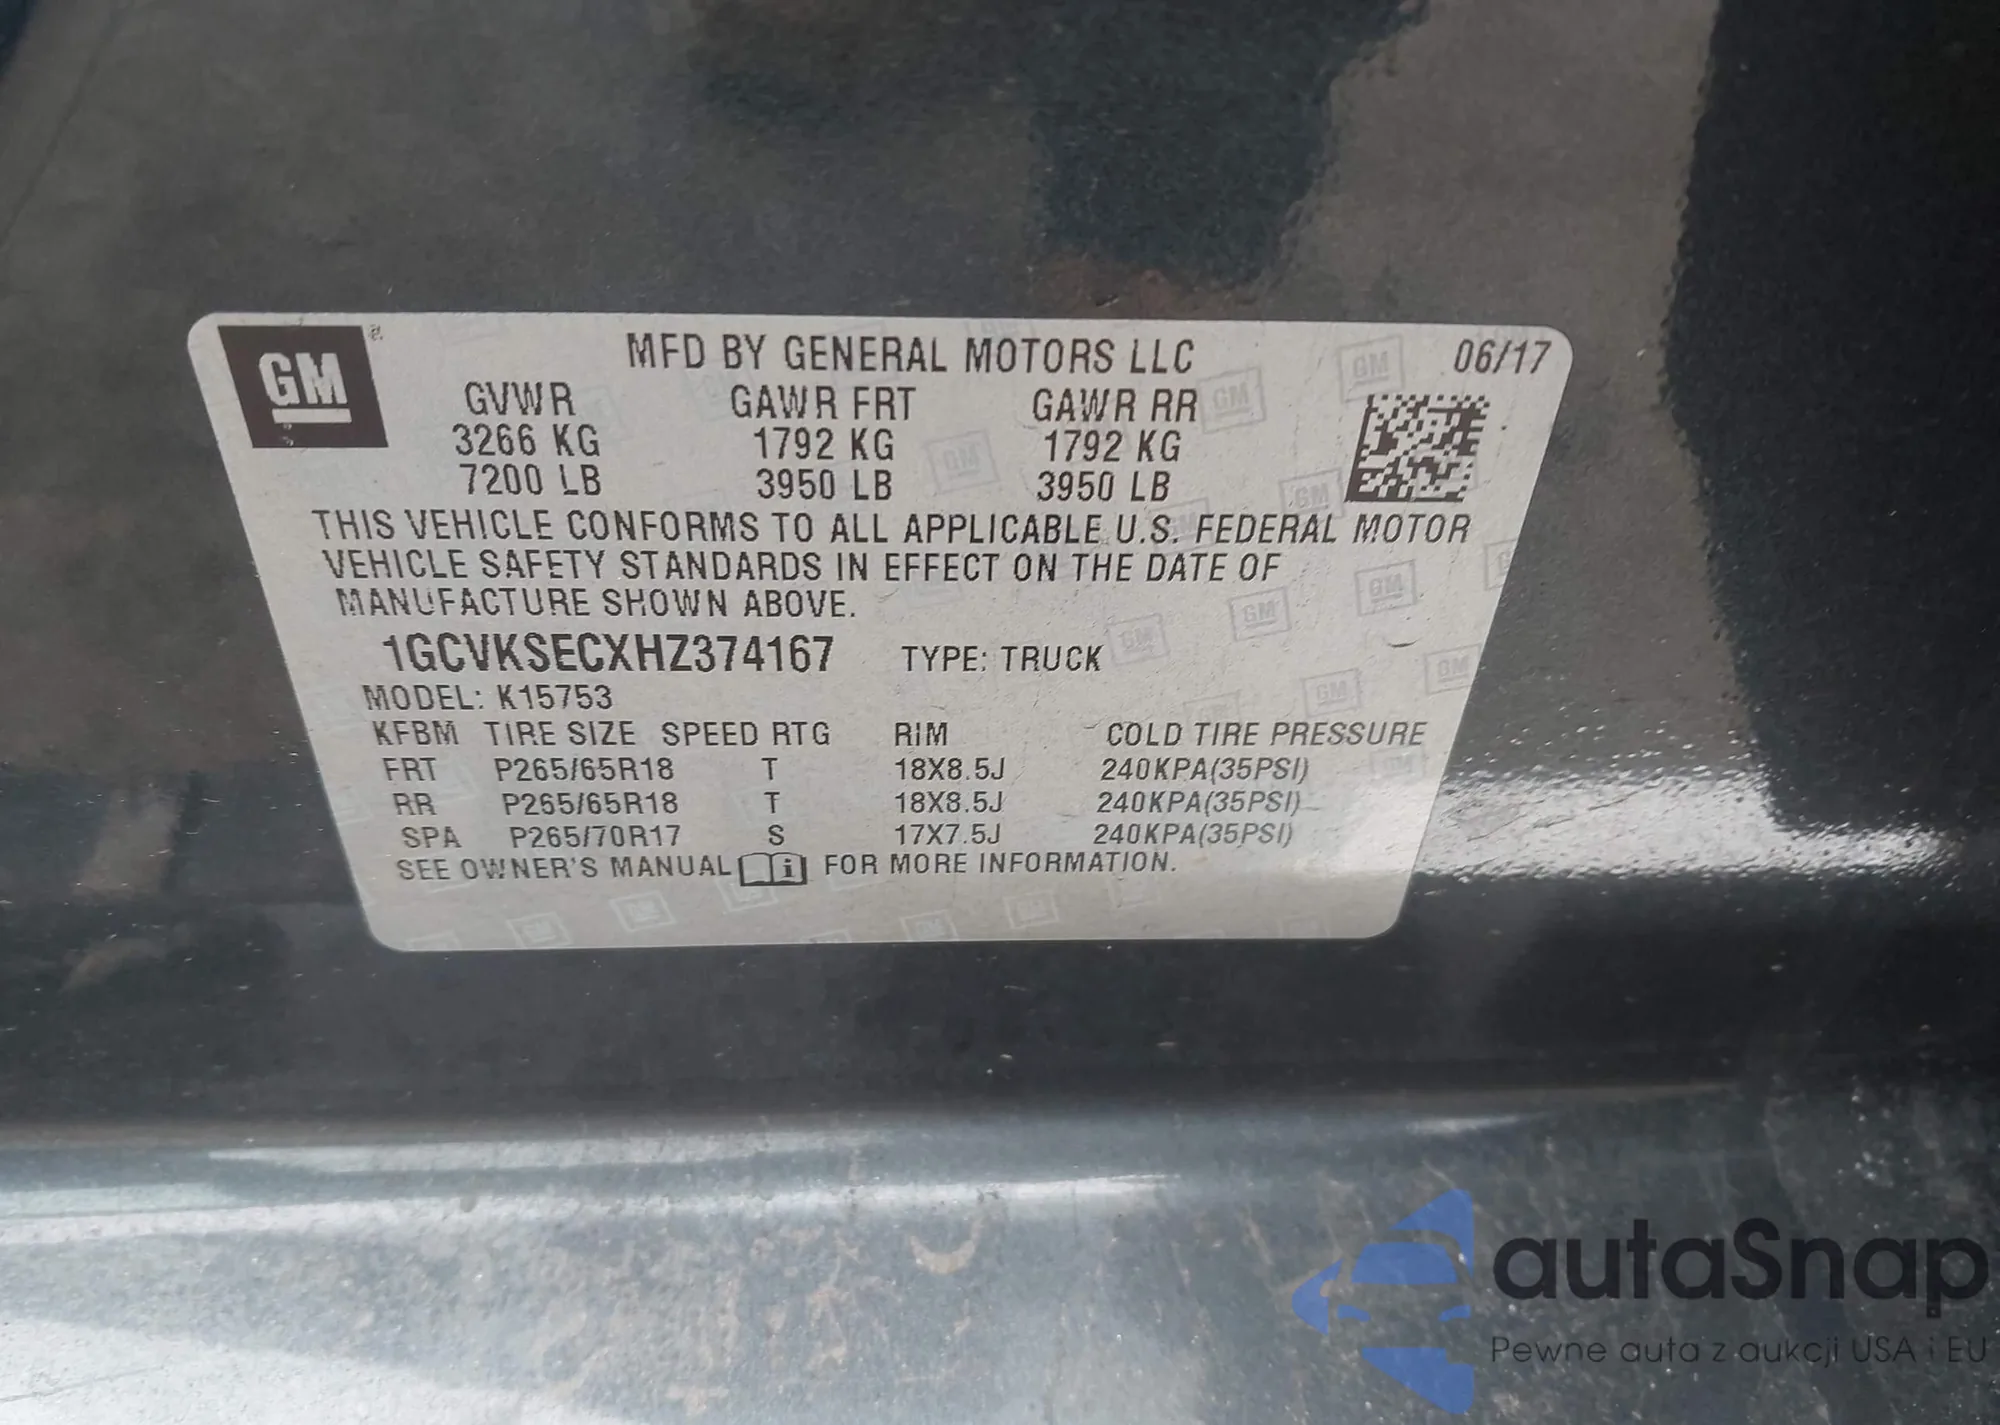 GM
MFD BY GENERAL MOTORS LLC 06/17
GVWR GAWR FRT GAWR RR
3266 KG 1792 KG 1792 KG
7200 LB 3950 LB 3950 LB
THIS VEHICLE CONFORMS TO ALL APPLICABLE U.S. FEDERAL MOTOR
VEHICLE SAFETY STANDARDS IN EFFECT ON THE DATE OF
MANUFACTURE SHOWN ABOVE.
1GCVKSECXHZ374167 TYPE: TRUCK
MODEL: K15753
KFBM TIRE SIZE SPEED RTG RIM COLD TIRE PRESSURE
FRT P265/65R18 T 18X8.5J 240KPA(35PSI)
RR P265/65R18 T 18X8.5J 240KPA(35PSI)
SPA P265/70R17 S 17X7.5J 240KPA(35PSI)
SEE OWNER'S MANUAL i FOR MORE INFORMATION.
autaSnap
Pewne auta z aukcji USA i EU